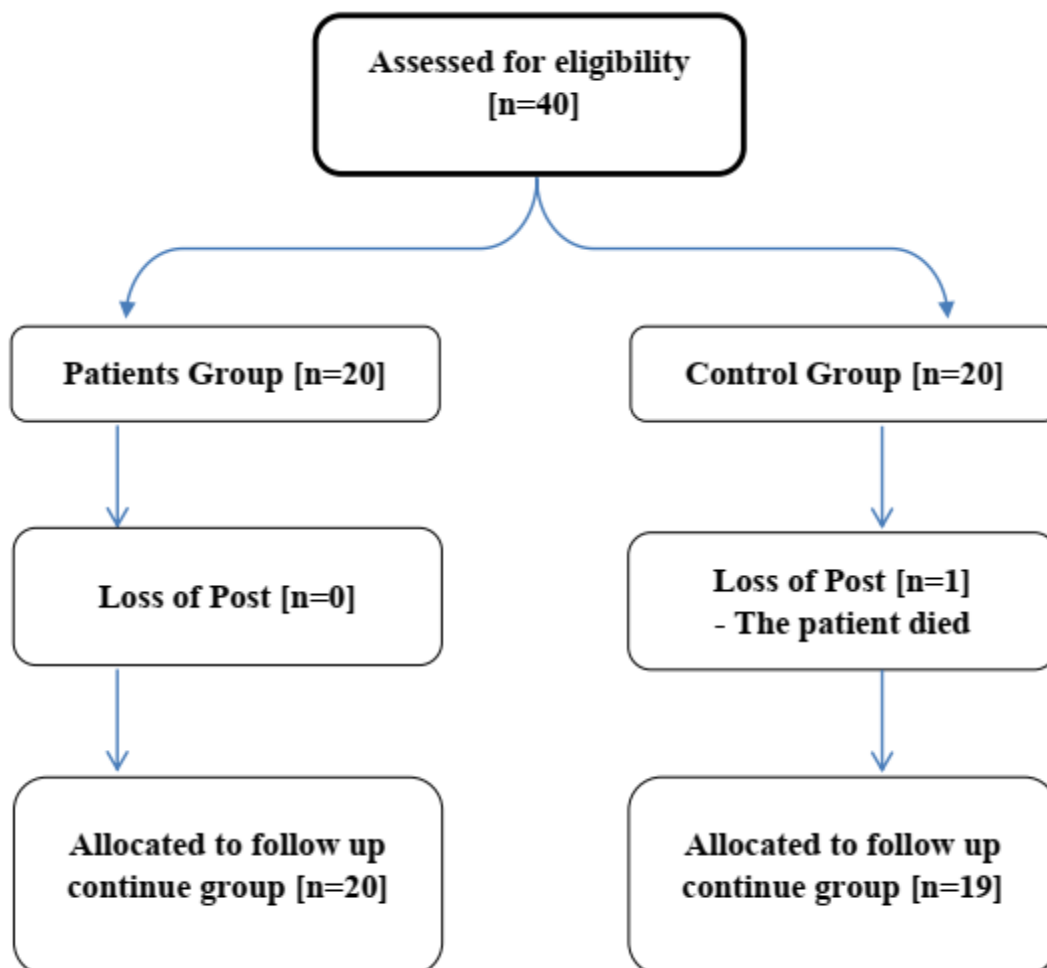 Assessed for eligibility
[n=40]
Patients Group [n=20]
Control Group [n=20]
Loss of Post [n=0]
Loss of Post [n=1]
- The patient died
Allocated to follow up
continue group [n=20]
Allocated to follow up
continue group [n=19]